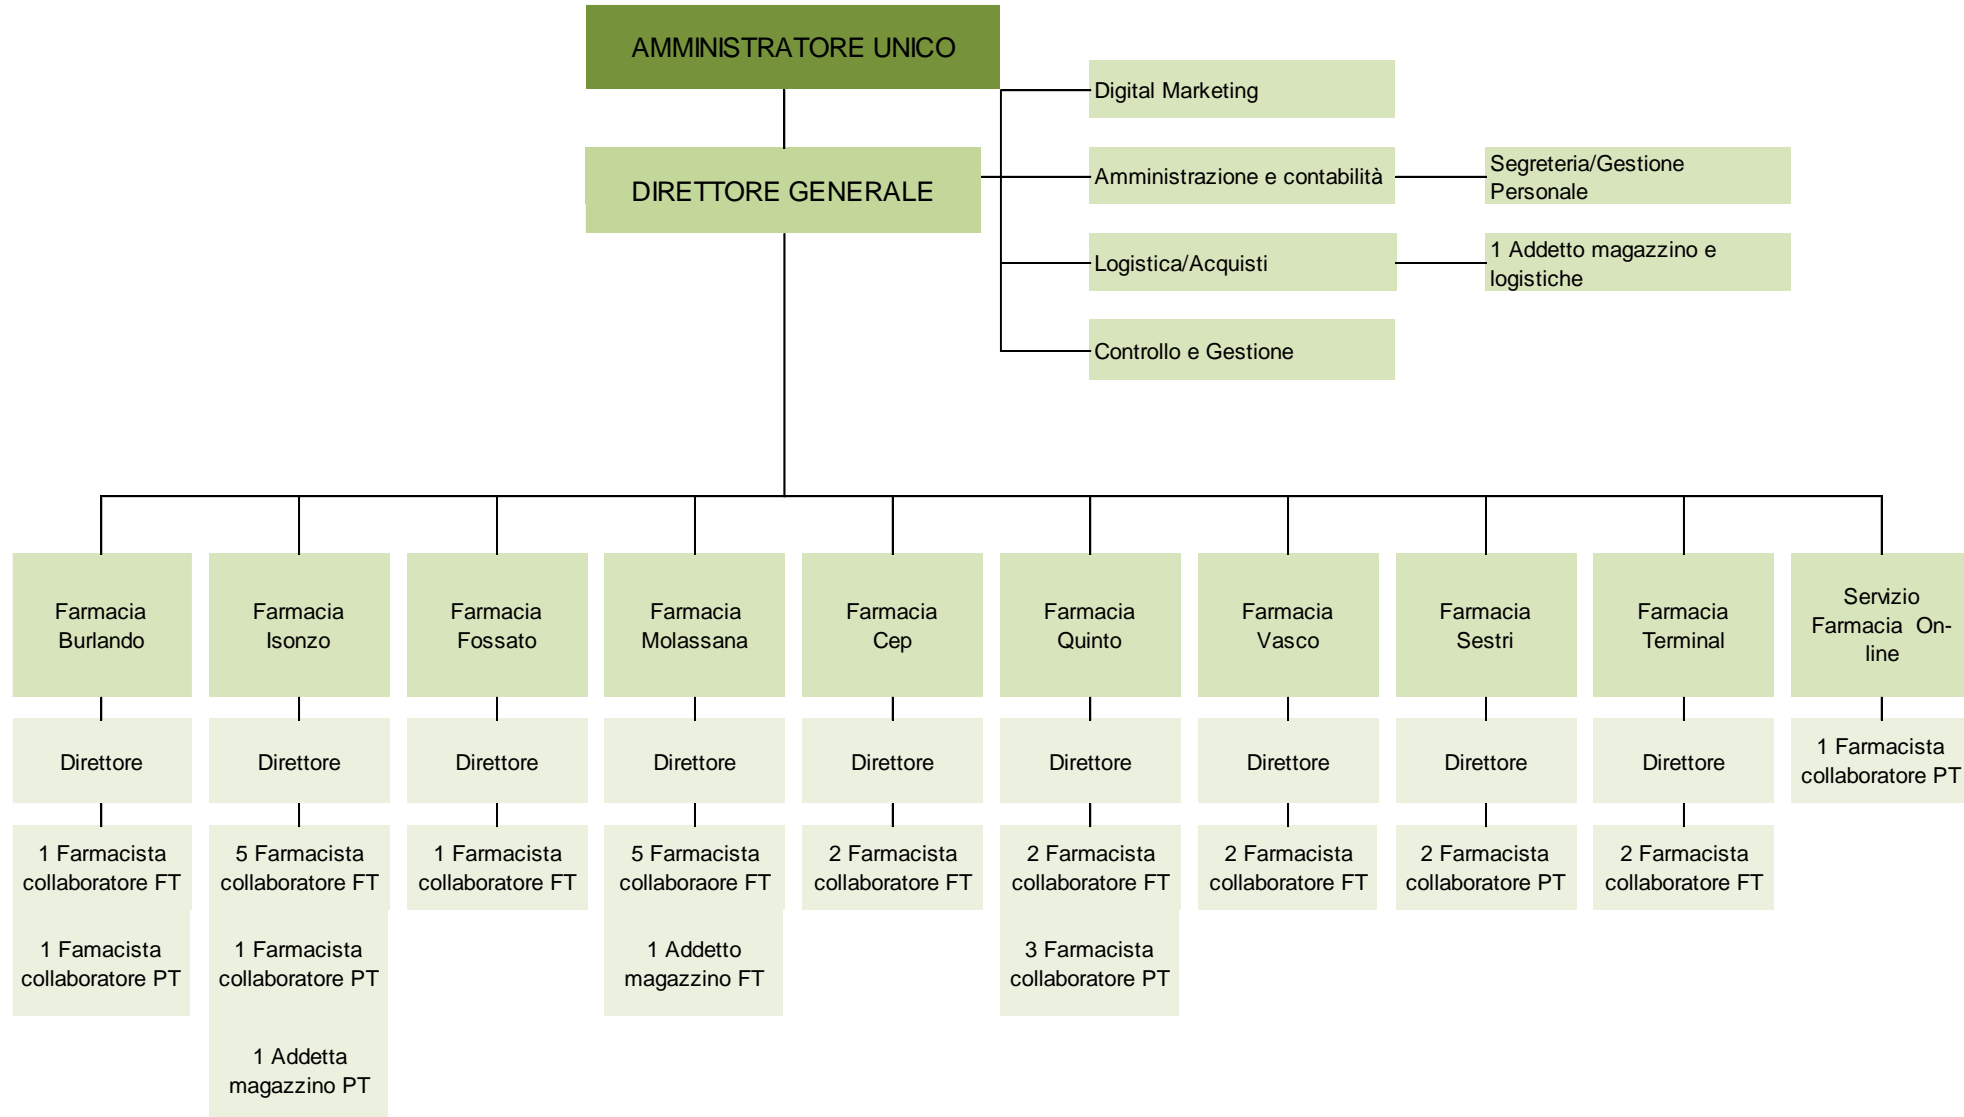 AMMINISTRATORE UNICO
Digital Marketing
DIRETTORE GENERALE
Amministrazione e contabilità
Segreteria/Gestione
Personale
Logistica/Acquisti
1 Addetto magazzino e
logistiche
Controllo e Gestione
Farmacia
Burlando
Farmacia
Isonzo
Farmacia
Fossato
Farmacia
Molassana
Farmacia
Cep
Farmacia
Quinto
Farmacia
Vasco
Farmacia
Sestri
Farmacia
Terminal
Servizio
Farmacia On-
line
Direttore
Direttore
Direttore
Direttore
Direttore
Direttore
Direttore
Direttore
Direttore
1 Farmacista
collaboratore PT
1 Farmacista
collaboratore FT
5 Farmacista
collaboratore FT
1 Farmacista
collaboratore FT
5 Farmacista
collaboraore FT
2 Farmacista
collaboratore FT
2 Farmacista
collaboratore FT
2 Farmacista
collaboratore FT
2 Farmacista
collaboratore PT
2 Farmacista
collaboratore FT
1 Famacista
collaboratore PT
1 Farmacista
collaboratore PT
1 Addetto
magazzino FT
3 Farmacista
collaboratore PT
1 Addetta
magazzino PT